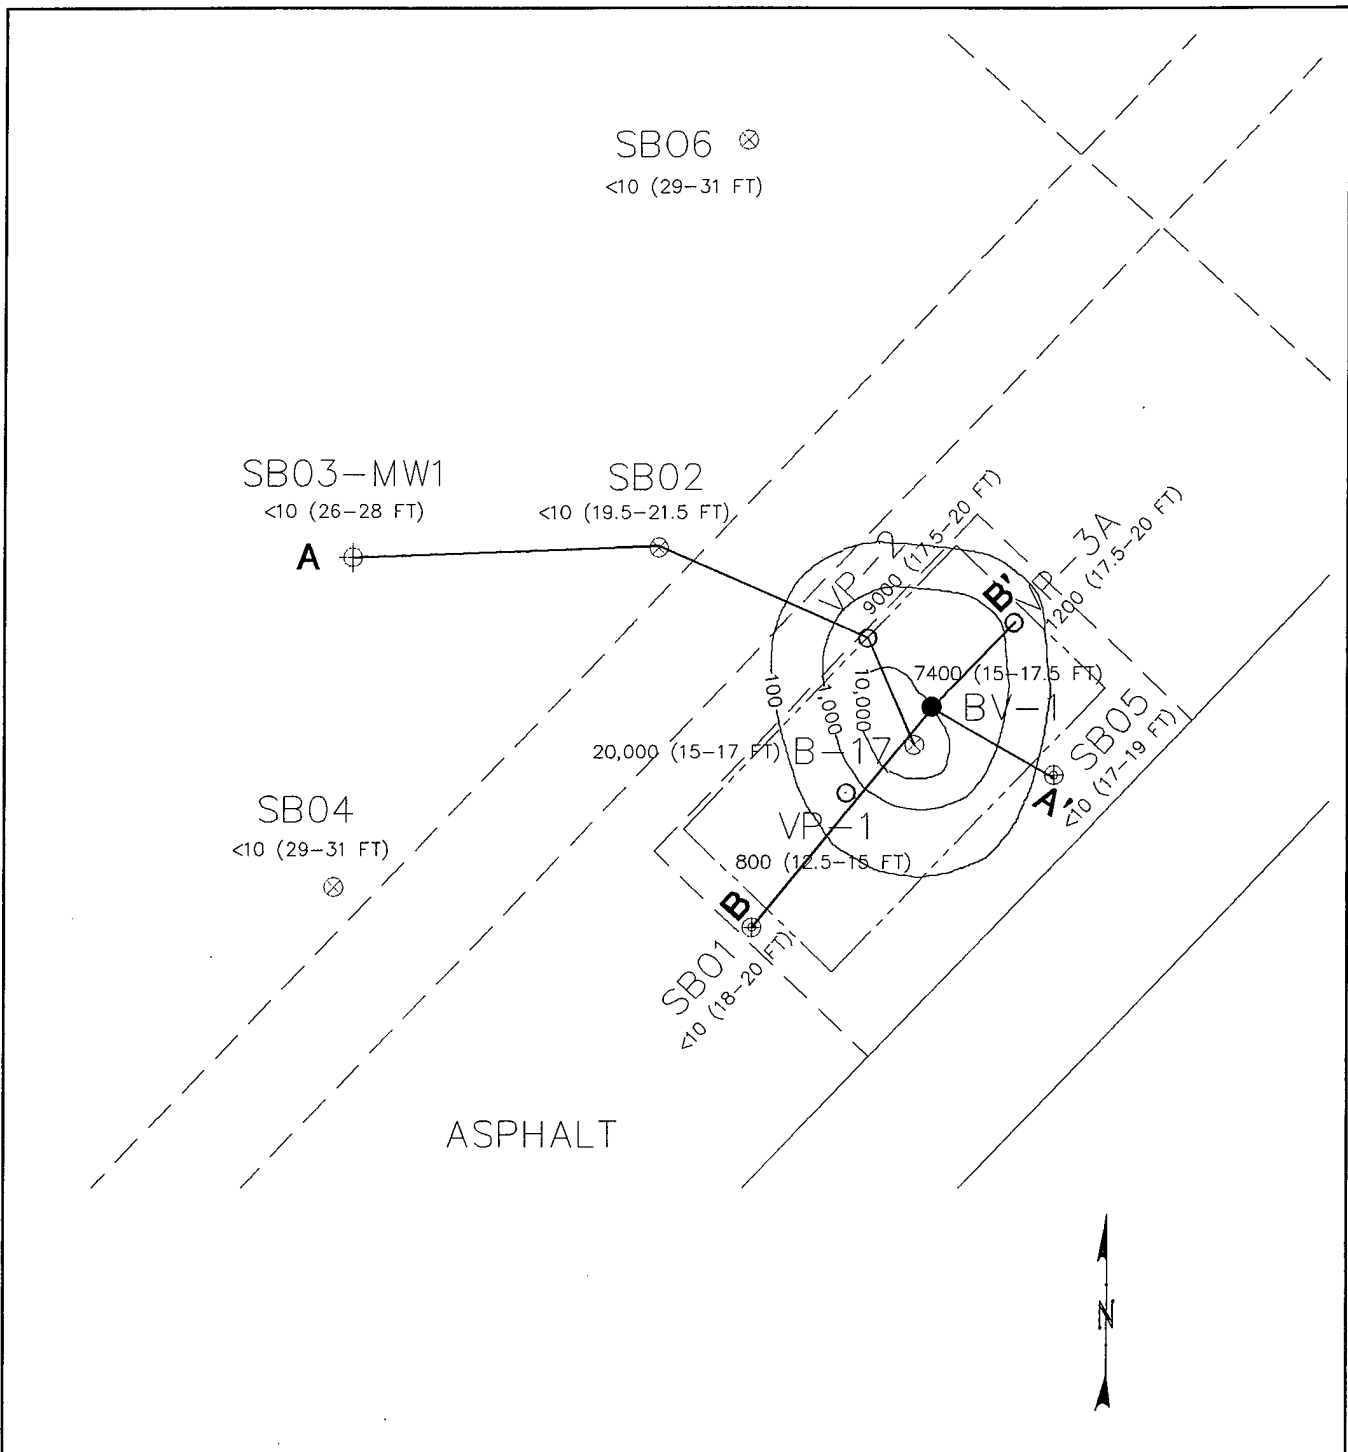 SB06
<10 (29-31 FT)
SB03-MW1
<10 (26-28 FT)
A
SB02
<10 (19.5-21.5 FT)
VP-2
9000 (17.5-20 FT)
B'
VP-3A
1200 (17.5-20 FT)
7400 (15-17.5 FT)
BV-1
100
1,000
10,000
20,000 (15-17 FT)
B-17
SB05
<10 (17-19 FT)
A'
VP-1
800 (12.5-15 FT)
SB04
<10 (29-31 FT)
B
SB01
<10 (18-20 FT)
ASPHALT
N